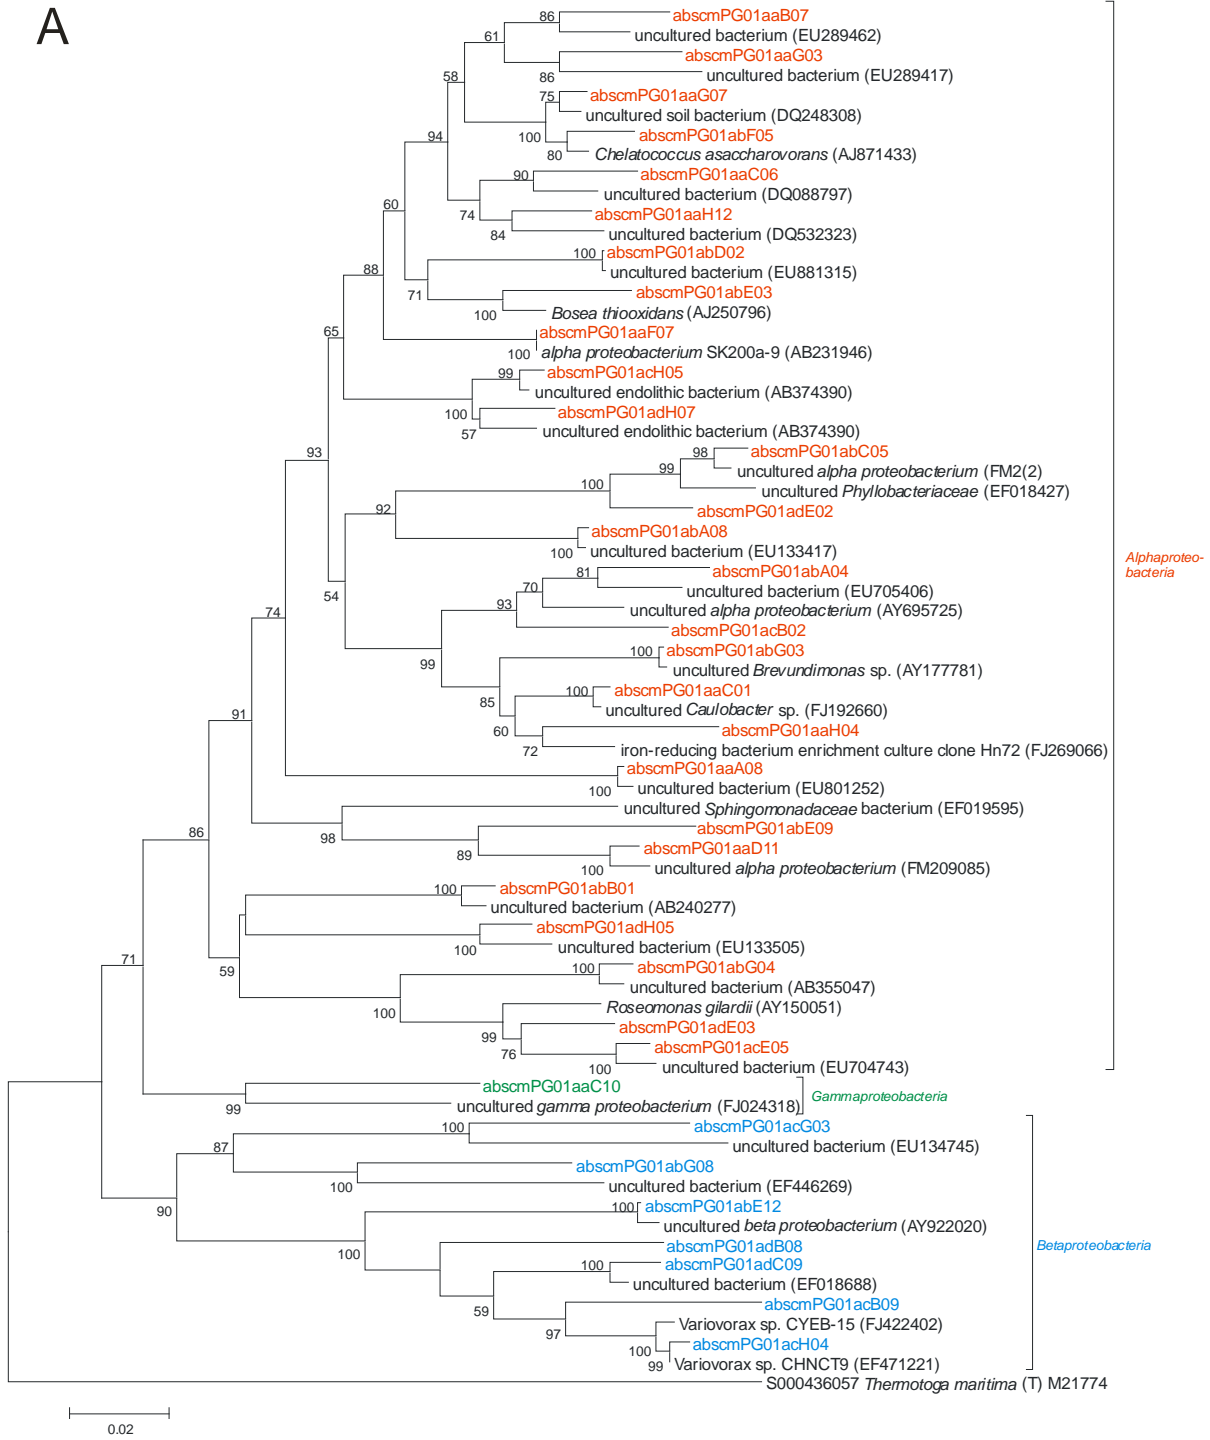 A
86
abscmPG01aaB07
uncultured bacterium (EU289462)
61
abscmPG01aaG03
86
uncultured bacterium (EU289417)
58
75
abscmPG01aaG07
uncultured soil bacterium (DQ248308)
94
100
abscmPG01abF05
80
Chelatococcus asaccharovorans (AJ871433)
90
abscmPG01aaC06
uncultured bacterium (DQ088797)
60
74
abscmPG01aaH12
84
uncultured bacterium (DQ532323)
100
abscmPG01abD02
88
uncultured bacterium (EU881315)
71
abscmPG01abE03
100
Bosea thiooxidans (AJ250796)
65
abscmPG01aaF07
100
alpha proteobacterium SK200a-9 (AB231946)
99
abscmPG01acH05
uncultured endolithic bacterium (AB374390)
100
abscmPG01adH07
57
uncultured endolithic bacterium (AB374390)
93
98
abscmPG01abC05
99
uncultured alpha proteobacterium (FM2(2)
100
uncultured Phyllobacteriaceae (EF018427)
92
abscmPG01adE02
abscmPG01abA08
100
uncultured bacterium (EU133417)
Alphaproteo-
bacteria
81
abscmPG01abA04
54
70
uncultured bacterium (EU705406)
74
93
uncultured alpha proteobacterium (AY695725)
abscmPG01acB02
99
100
abscmPG01abG03
uncultured Brevundimonas sp. (AY177781)
85
100
abscmPG01aaC01
uncultured Caulobacter sp. (FJ192660)
91
60
abscmPG01aaH04
72
iron-reducing bacterium enrichment culture clone Hn72 (FJ269066)
abscmPG01aaA08
100
uncultured bacterium (EU801252)
uncultured Sphingomonadaceae bacterium (EF019595)
86
98
abscmPG01abE09
89
abscmPG01aaD11
100
uncultured alpha proteobacterium (FM209085)
100
abscmPG01abB01
uncultured bacterium (AB240277)
abscmPG01adH05
100
uncultured bacterium (EU133505)
71
59
100
abscmPG01abG04
uncultured bacterium (AB355047)
100
Roseomonas gilardii (AY150051)
99
abscmPG01adE03
76
abscmPG01acE05
100
uncultured bacterium (EU704743)
abscmPG01aaC10
Gammaproteobacteria
99
uncultured gamma proteobacterium (FJ024318)
100
abscmPG01acG03
87
uncultured bacterium (EU134745)
abscmPG01abG08
100
uncultured bacterium (EF446269)
90
100
abscmPG01abE12
uncultured beta proteobacterium (AY922020)
100
abscmPG01adB08
Betaproteobacteria
100
abscmPG01adC09
uncultured bacterium (EF018688)
59
abscmPG01acB09
97
Variovorax sp. CYEB-15 (FJ422402)
100
abscmPG01acH04
99
Variovorax sp. CHNCT9 (EF471221)
S000436057 Thermotoga maritima (T) M21774
0.02